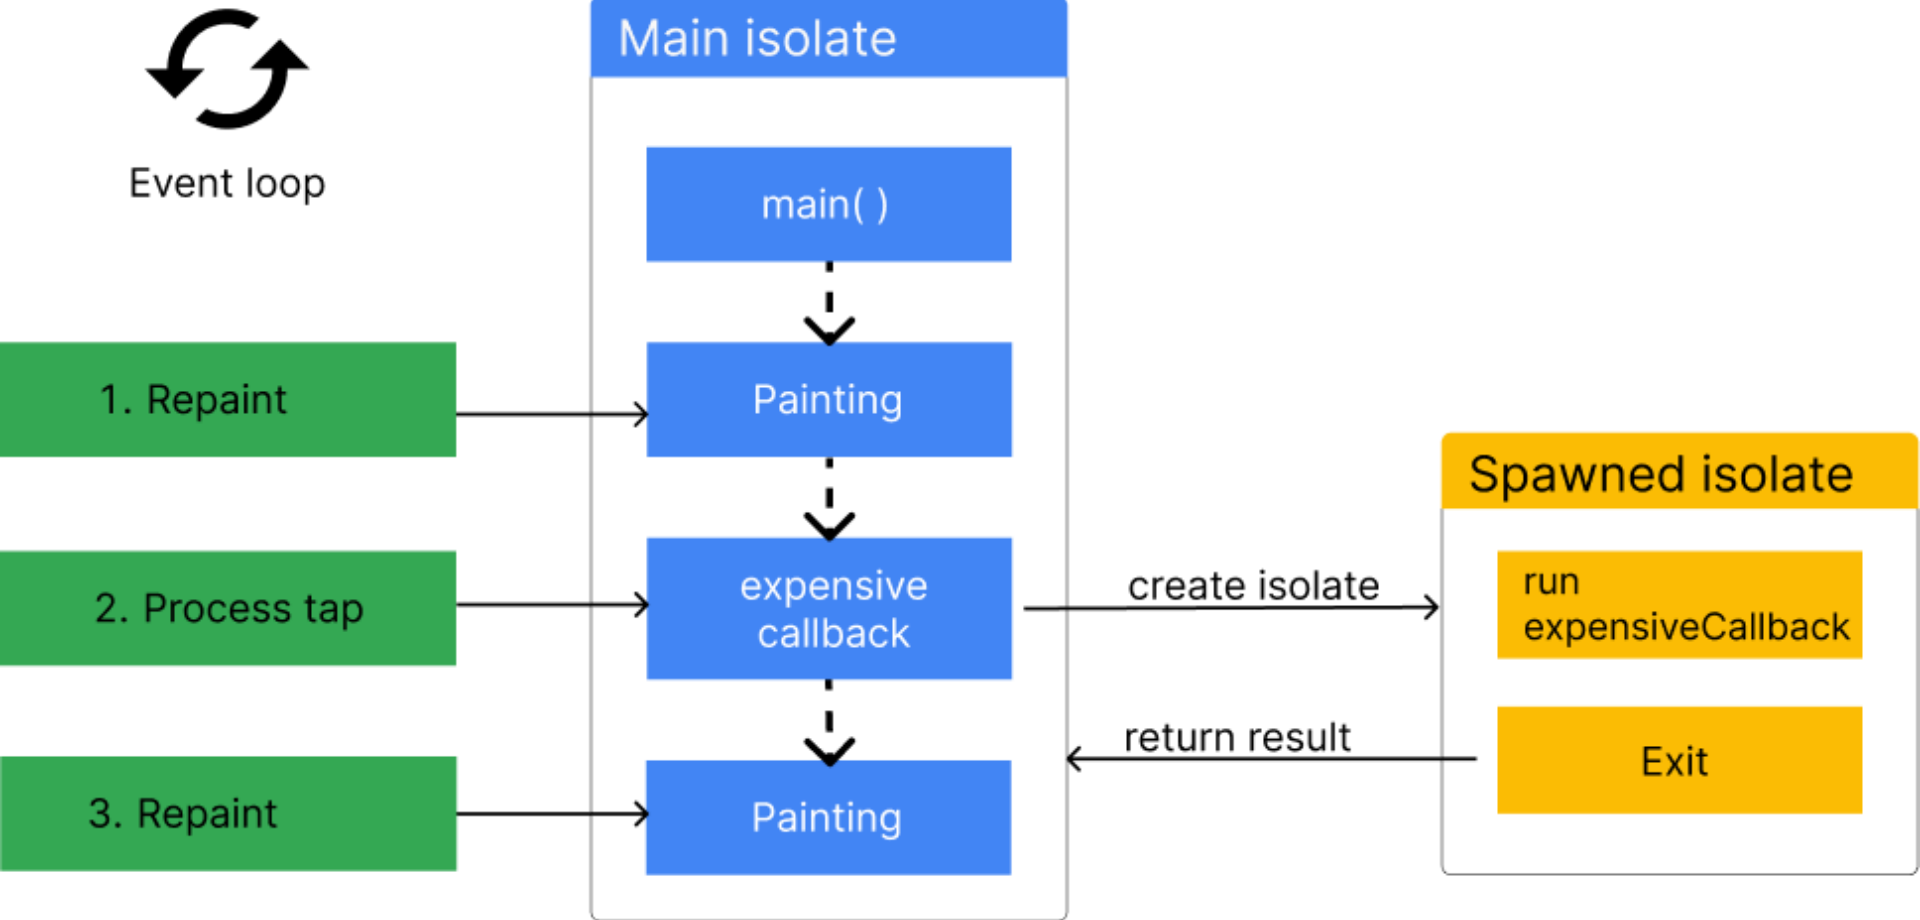 Event loop
Main isolate
main( )
1. Repaint
Painting
2. Process tap
expensive
callback
create isolate
Spawned isolate
run
expensiveCallback
return result
Exit
3. Repaint
Painting